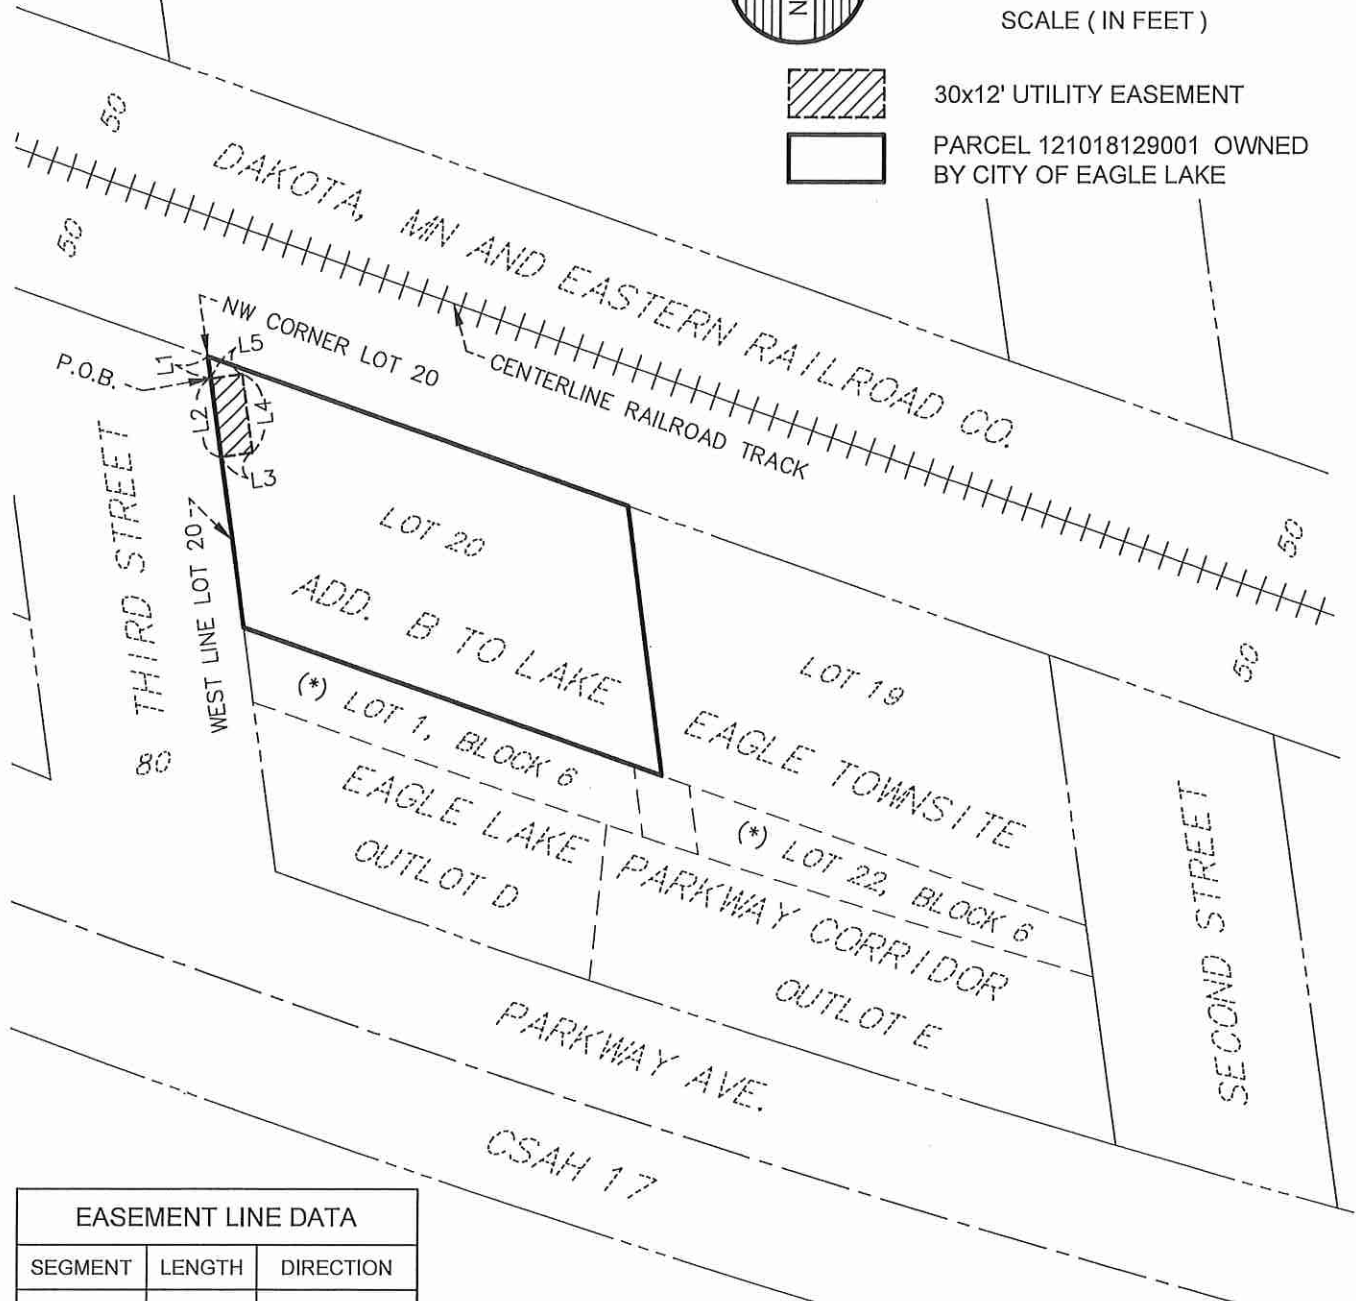 N
SCALE ( IN FEET )
30x12' UTILITY EASEMENT
PARCEL 121018129001 OWNED
BY CITY OF EAGLE LAKE
50
50
DAKOTA, MN AND EASTERN RAILROAD CO.
NW CORNER LOT 20
CENTERLINE RAILROAD TRACK
P.O.B.
L1
L5
L2
L4
L3
THIRD STREET
80
WEST LINE LOT 20
LOT 20
ADD. B TO LAKE
50
50
LOT 19
EAGLE TOWNSITE
(*) LOT 1, BLOCK 6
EAGLE LAKE
OUTLOT D
(*) LOT 22, BLOCK 6
PARKWAY CORRIDOR
OUTLOT E
SECOND STREET
PARKWAY AVE.
CSAH 17
EASEMENT LINE DATA
SEGMENT LENGTH DIRECTION